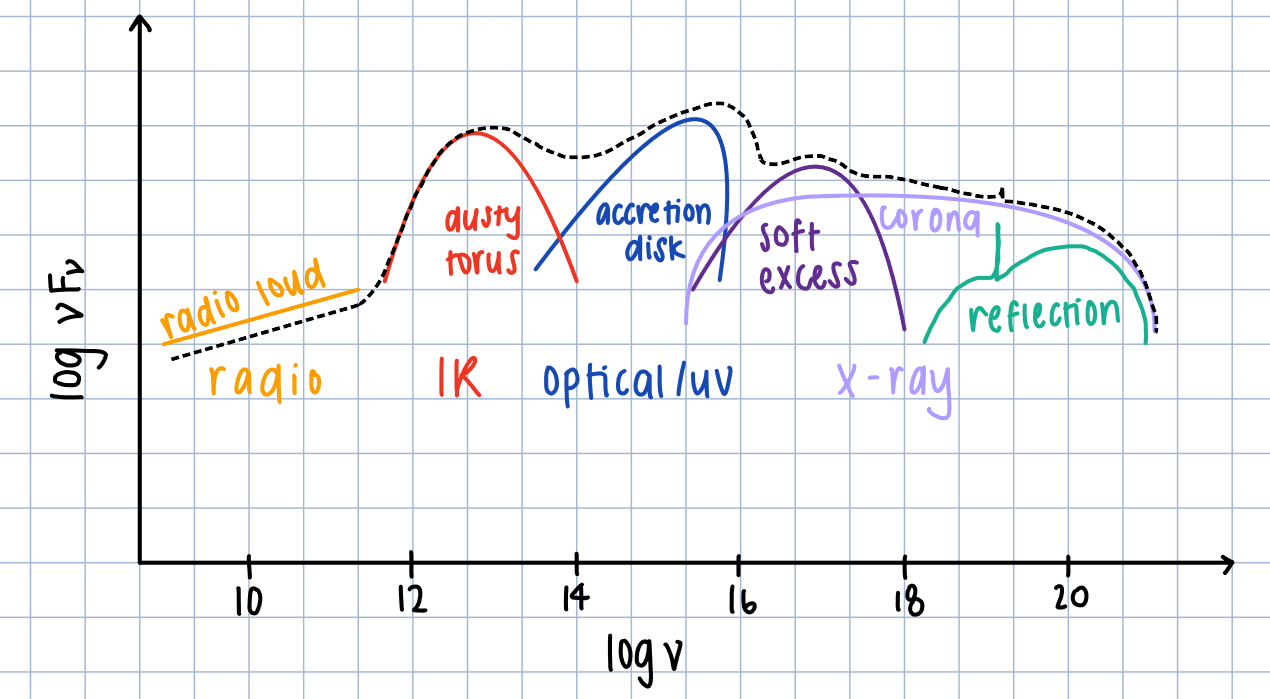 log νFν
radio loud
dusty
torus
accretion
disk
soft
excess
corona
reflection
radio
IR
optical/uv
x-ray
10 12 14 16 18 20
log ν